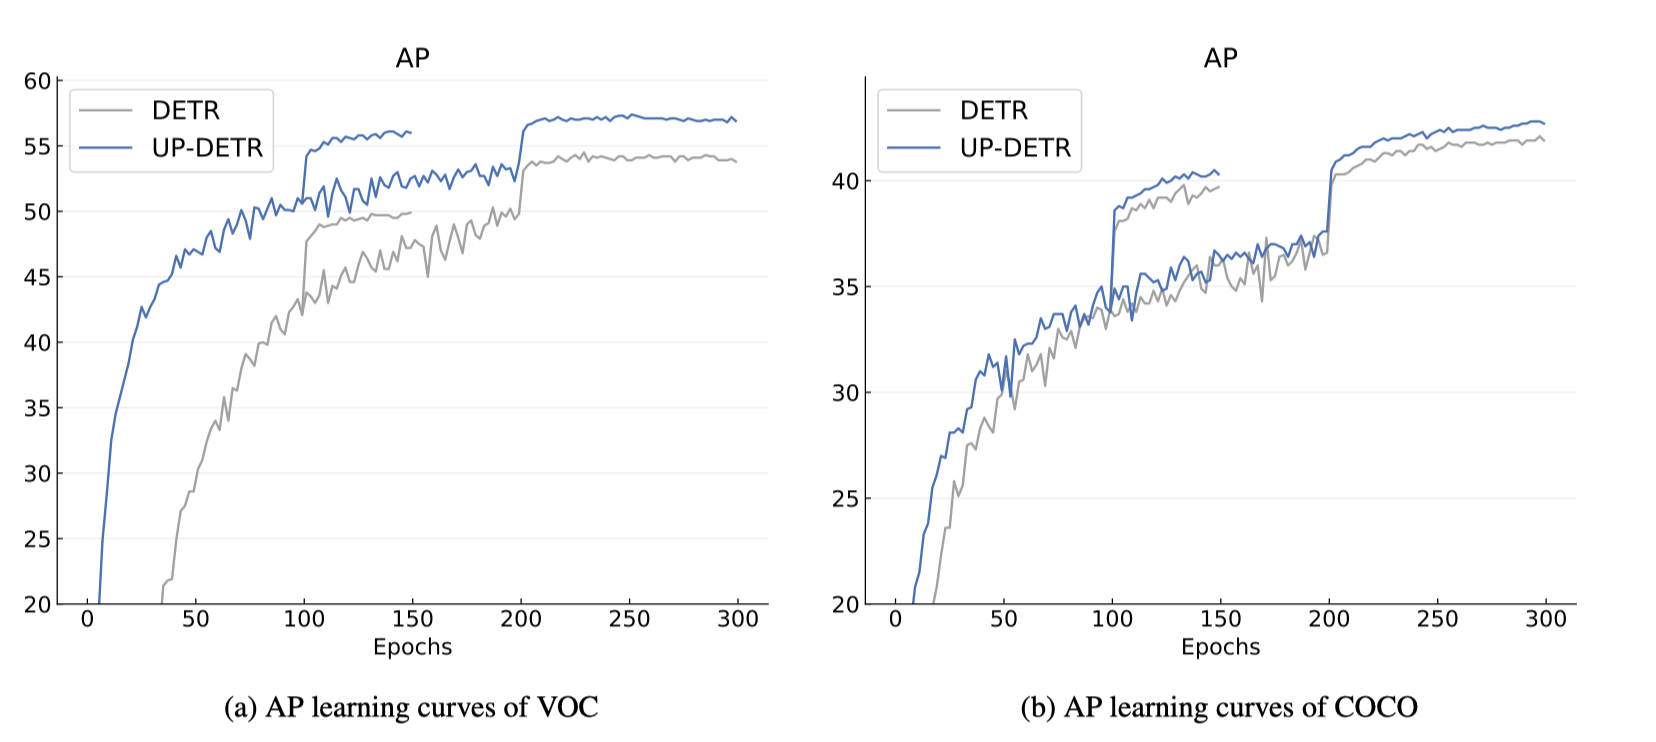 AP
60
55
50
45
40
35
30
25
20
DETR
UP-DETR
0 50 100 150 200 250 300
Epochs
(a) AP learning curves of VOC
AP
40
35
30
25
20
DETR
UP-DETR
0 50 100 150 200 250 300
Epochs
(b) AP learning curves of COCO